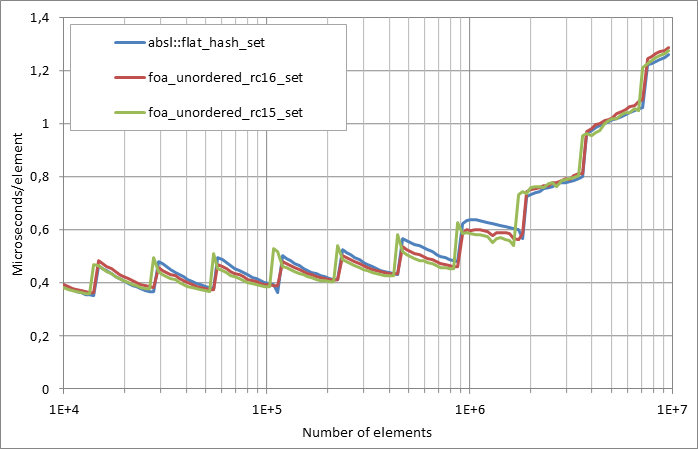 1,4
1,2
1
0,8
0,6
0,4
0,2
0
absl::flat_hash_set
foa_unordered_rc16_set
foa_unordered_rc15_set
Microseconds/element
1E+4
1E+5
1E+6
1E+7
Number of elements